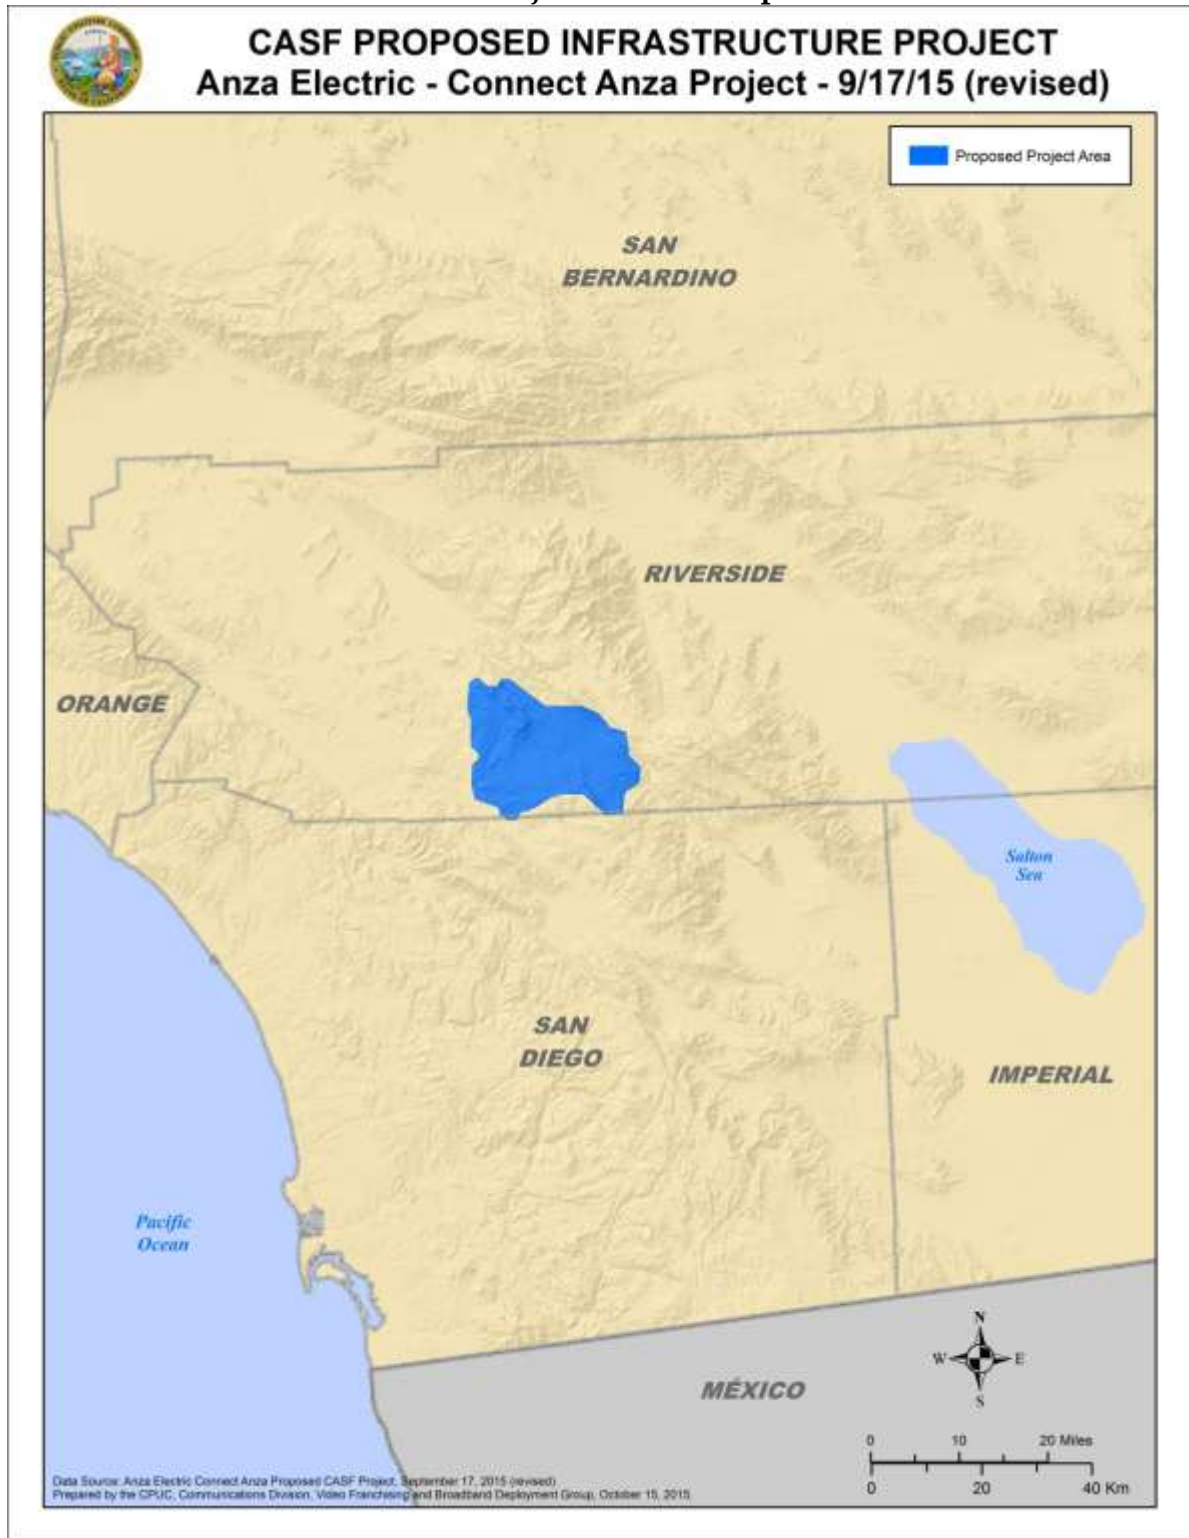 CASF PROPOSED INFRASTRUCTURE PROJECT
Anza Electric - Connect Anza Project - 9/17/15 (revised)
Proposed Project Area
SAN
BERNARDINO
RIVERSIDE
ORANGE
Salton
Sea
SAN
DIEGO
IMPERIAL
Pacific
Ocean
N
W E
S
MÉXICO
0 10 20 Miles
0 20 40 Km
Data Source: Anza Electric Connect Anza Proposed CASF Project, September 17, 2015 (revised)
Prepared by the CPUC, Communications Division, Video Franchising and Broadband Deployment Group, October 15, 2015